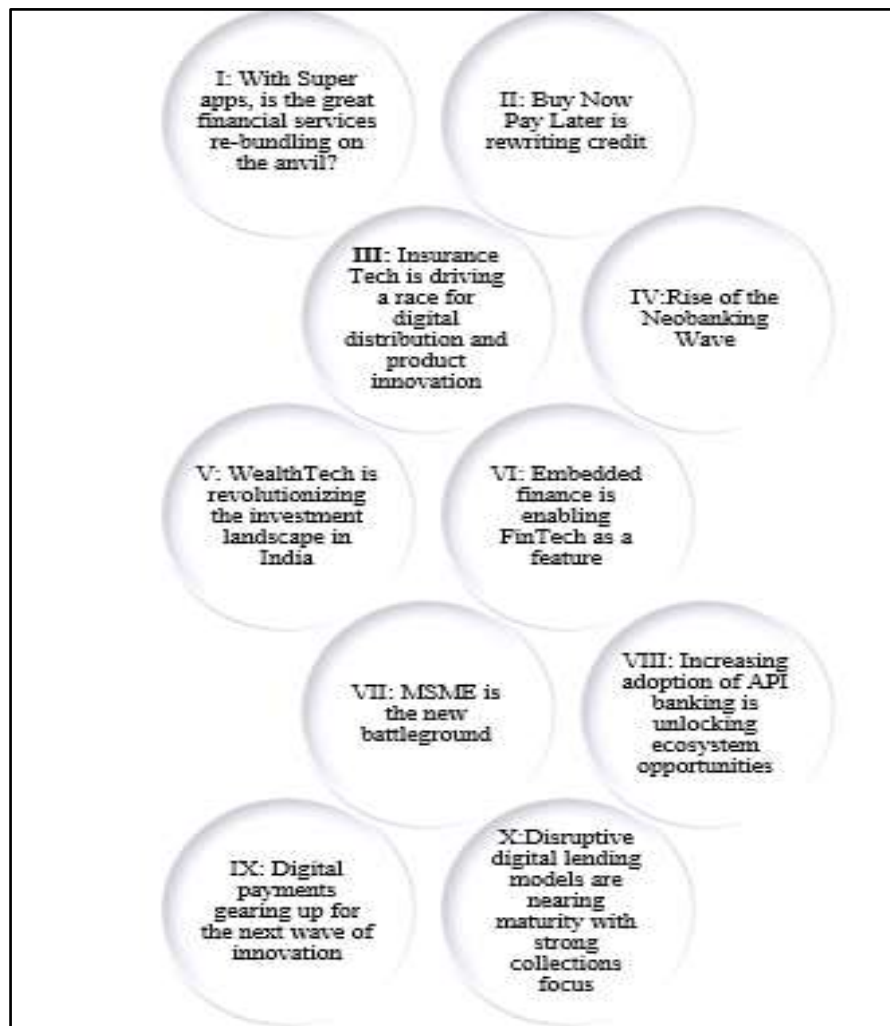 I: With Super
apps, is the great
financial services
re-bundling on
the anvil?
II: Buy Now
Pay Later is
rewriting credit
III: Insurance
Tech is driving
a race for
digital
distribution and
product
innovation
IV:Rise of the
Neobanking
Wave
V: WealthTech is
revolutionizing
the investment
landscape in
India
VI: Embedded
finance is
enabling
FinTech as a
feature
VII: MSME is
the new
battleground
VIII: Increasing
adoption of API
banking is
unlocking
ecosystem
opportunities
IX: Digital
payments
gearing up for
the next wave of
innovation
X:Disruptive
digital lending
models are
nearing
maturity with
strong
collections
focus